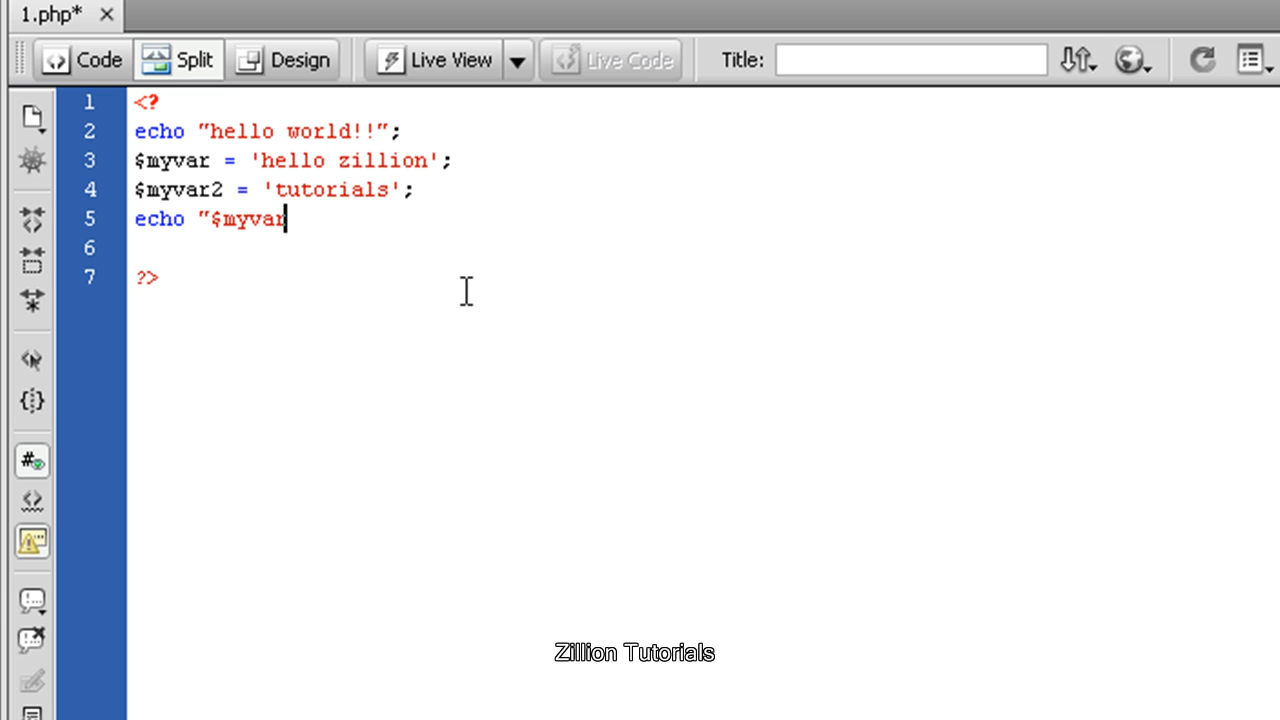 1.php*
Code Split Design Live View Live Code Title:
1 <?
2 echo "hello world!!";
3 $myvar = 'hello zillion';
4 $myvar2 = 'tutorials';
5 echo "$myvar
6
7 ?>
Zillion Tutorials